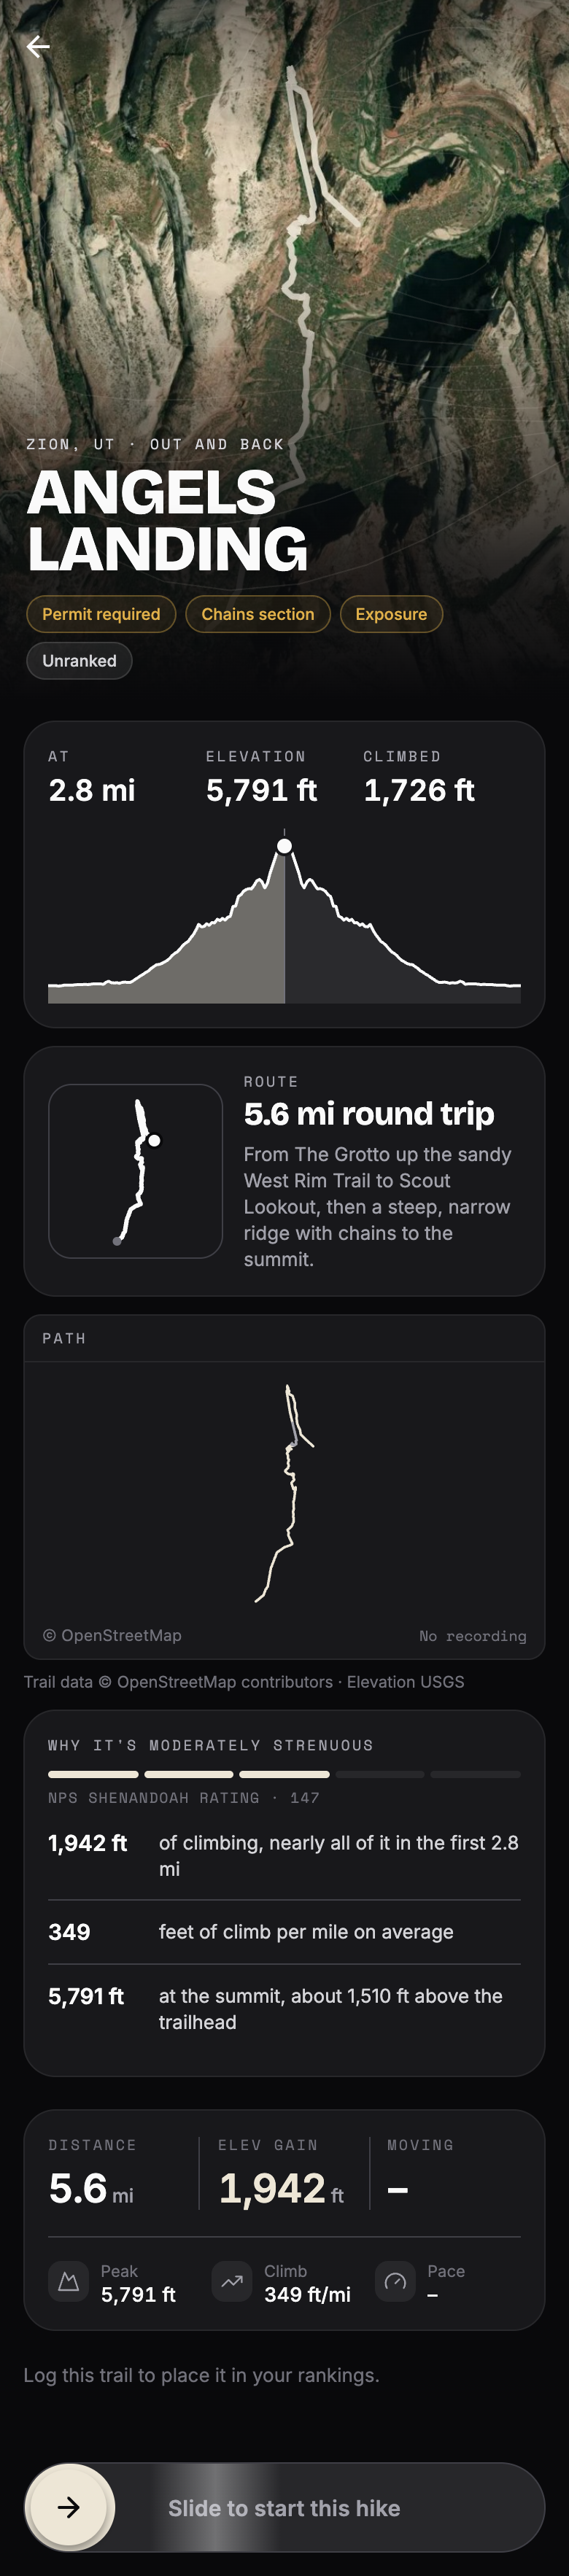 ZION, UT · OUT AND BACK
ANGELS
LANDING
Permit required
Chains section
Exposure
Unranked
AT
ELEVATION
CLIMBED
2.8 mi
5,791 ft
1,726 ft
ROUTE
5.6 mi round trip
From The Grotto up the sandy
West Rim Trail to Scout
Lookout, then a steep, narrow
ridge with chains to the
summit.
PATH
© OpenStreetMap
No recording
Trail data © OpenStreetMap contributors · Elevation USGS
WHY IT'S MODERATELY STRENUOUS
NPS SHENANDOAH RATING · 147
1,942 ft
of climbing, nearly all of it in the first 2.8
mi
349
feet of climb per mile on average
5,791 ft
at the summit, about 1,510 ft above the
trailhead
DISTANCE
ELEV GAIN
MOVING
5.6 mi
1,942 ft
–
Peak
5,791 ft
Climb
349 ft/mi
Pace
–
Log this trail to place it in your rankings.
Slide to start this hike